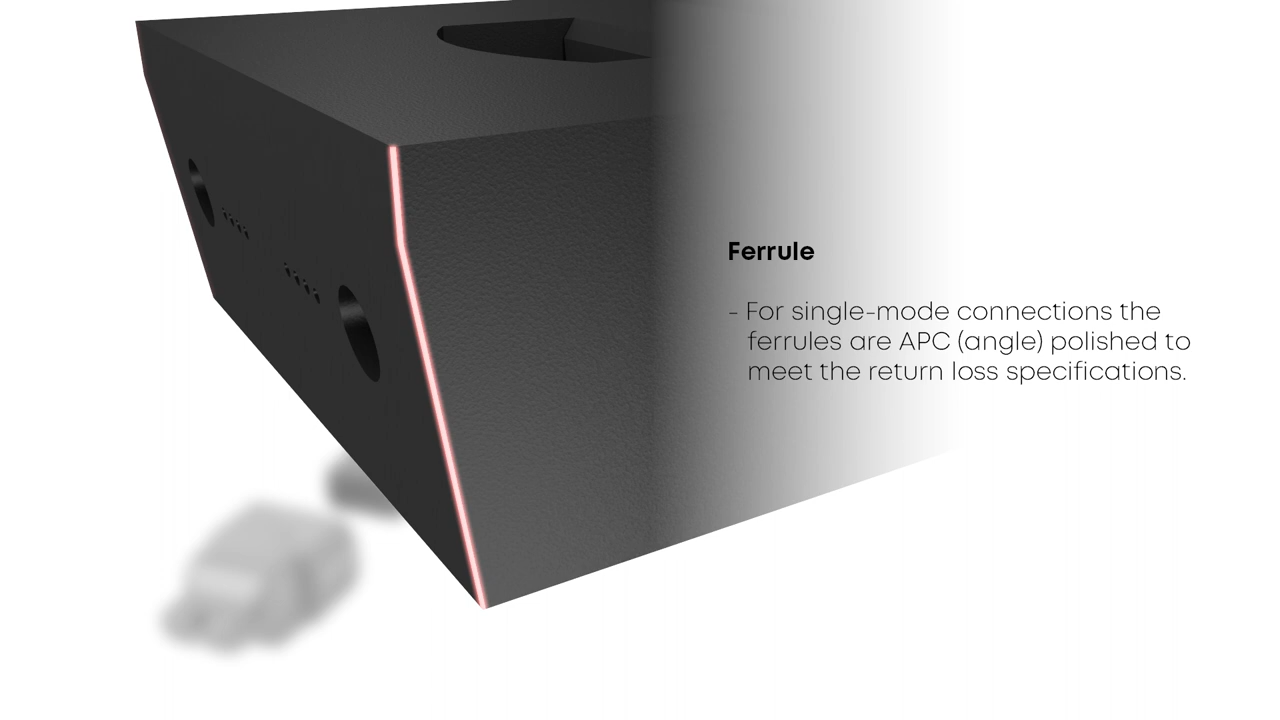 Ferrule
- For single-mode connections the
ferrules are APC (angle) polished to
meet the return loss specifications.